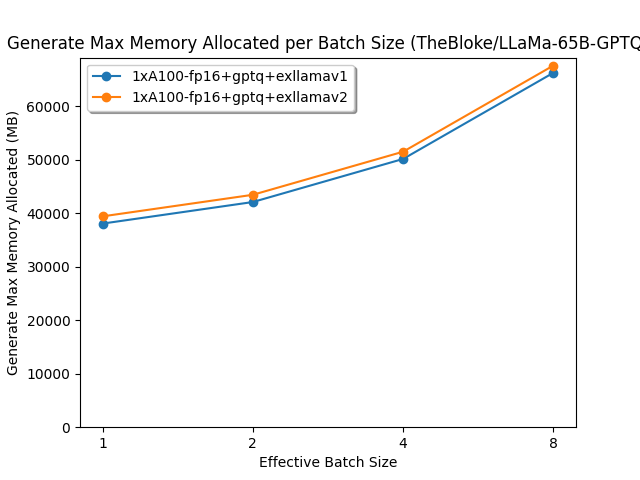 Generate Max Memory Allocated per Batch Size (TheBloke/LLaMa-65B-GPTQ
1xA100-fp16+gptq+exllamav1
1xA100-fp16+gptq+exllamav2
Generate Max Memory Allocated (MB)
60000
50000
40000
30000
20000
10000
0
1 2 4 8
Effective Batch Size